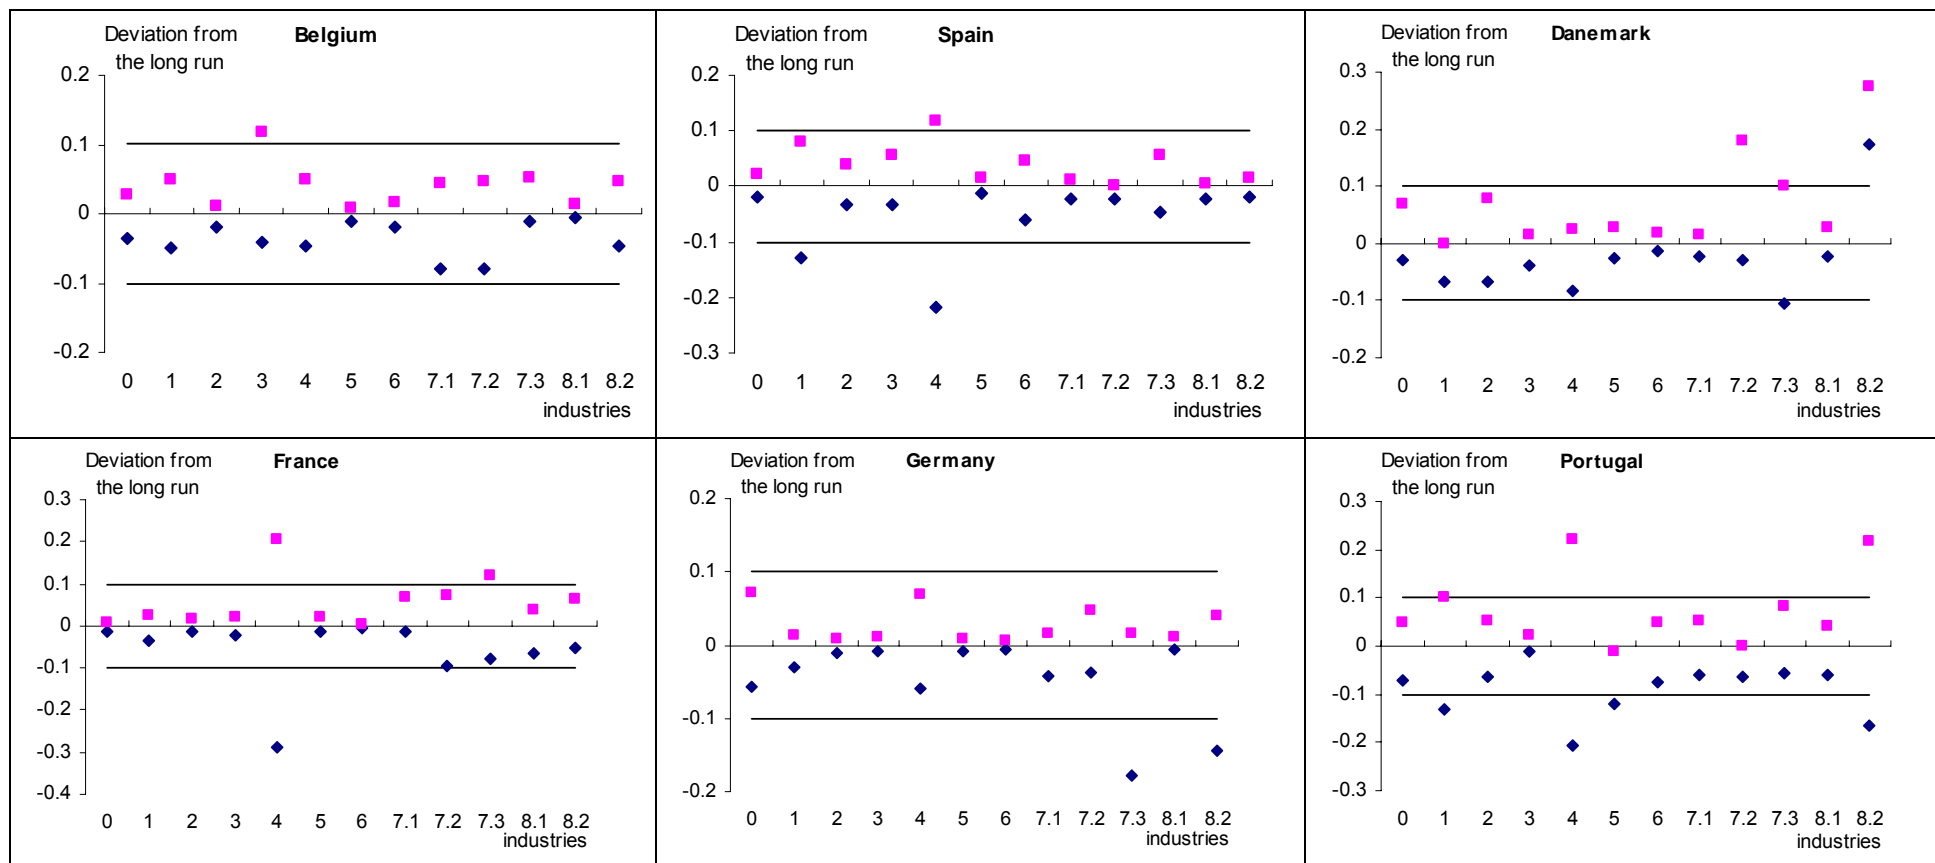 Deviation from Belgium
the long run
0.2
0.1
0
-0.1
-0.2
0 1 2 3 4 5 6 7.1 7.2 7.3 8.1 8.2
industries
Deviation from Spain
the long run
0.2
0.1
0
-0.1
-0.2
-0.3
0 1 2 3 4 5 6 7.1 7.2 7.3 8.1 8.2
industries
Deviation from Danemark
the long run
0.3
0.2
0.1
0
-0.1
-0.2
0 1 2 3 4 5 6 7.1 7.2 7.3 8.1 8.2
industries
Deviation from France
the long run
0.3
0.2
0.1
0
-0.1
-0.2
-0.3
-0.4
0 1 2 3 4 5 6 7.1 7.2 7.3 8.1 8.2
industries
Deviation from Germany
the long run
0.2
0.1
0
-0.1
-0.2
0 1 2 3 4 5 6 7.1 7.2 7.3 8.1 8.2
industries
Deviation from Portugal
the long run
0.3
0.2
0.1
0
-0.1
-0.2
-0.3
0 1 2 3 4 5 6 7.1 7.2 7.3 8.1 8.2
industries